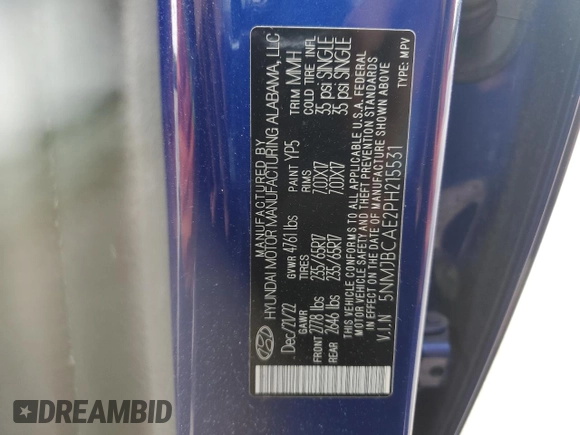 MANUFACTURED BY
HYUNDAI MOTOR MANUFACTURING ALABAMA, LLC
Dec/21/22 GVWR 4761 lbs PAINT YP5 TRIM MMH
GAWR TIRES RIMS COLD TIRE INFL
FRONT 2778 lbs 235/65R17 7.0JX17 35 psi SINGLE
REAR 2646 lbs 235/65R17 7.0JX17 35 psi SINGLE
THIS VEHICLE CONFORMS TO ALL APPLICABLE U.S.A. FEDERAL
MOTOR VEHICLE SAFETY AND THEFT PREVENTION STANDARDS
IN EFFECT ON THE DATE OF MANUFACTURE SHOWN ABOVE
V.I.N 5NMJBCAE2PH215531 TYPE: MPV
DREAMBID